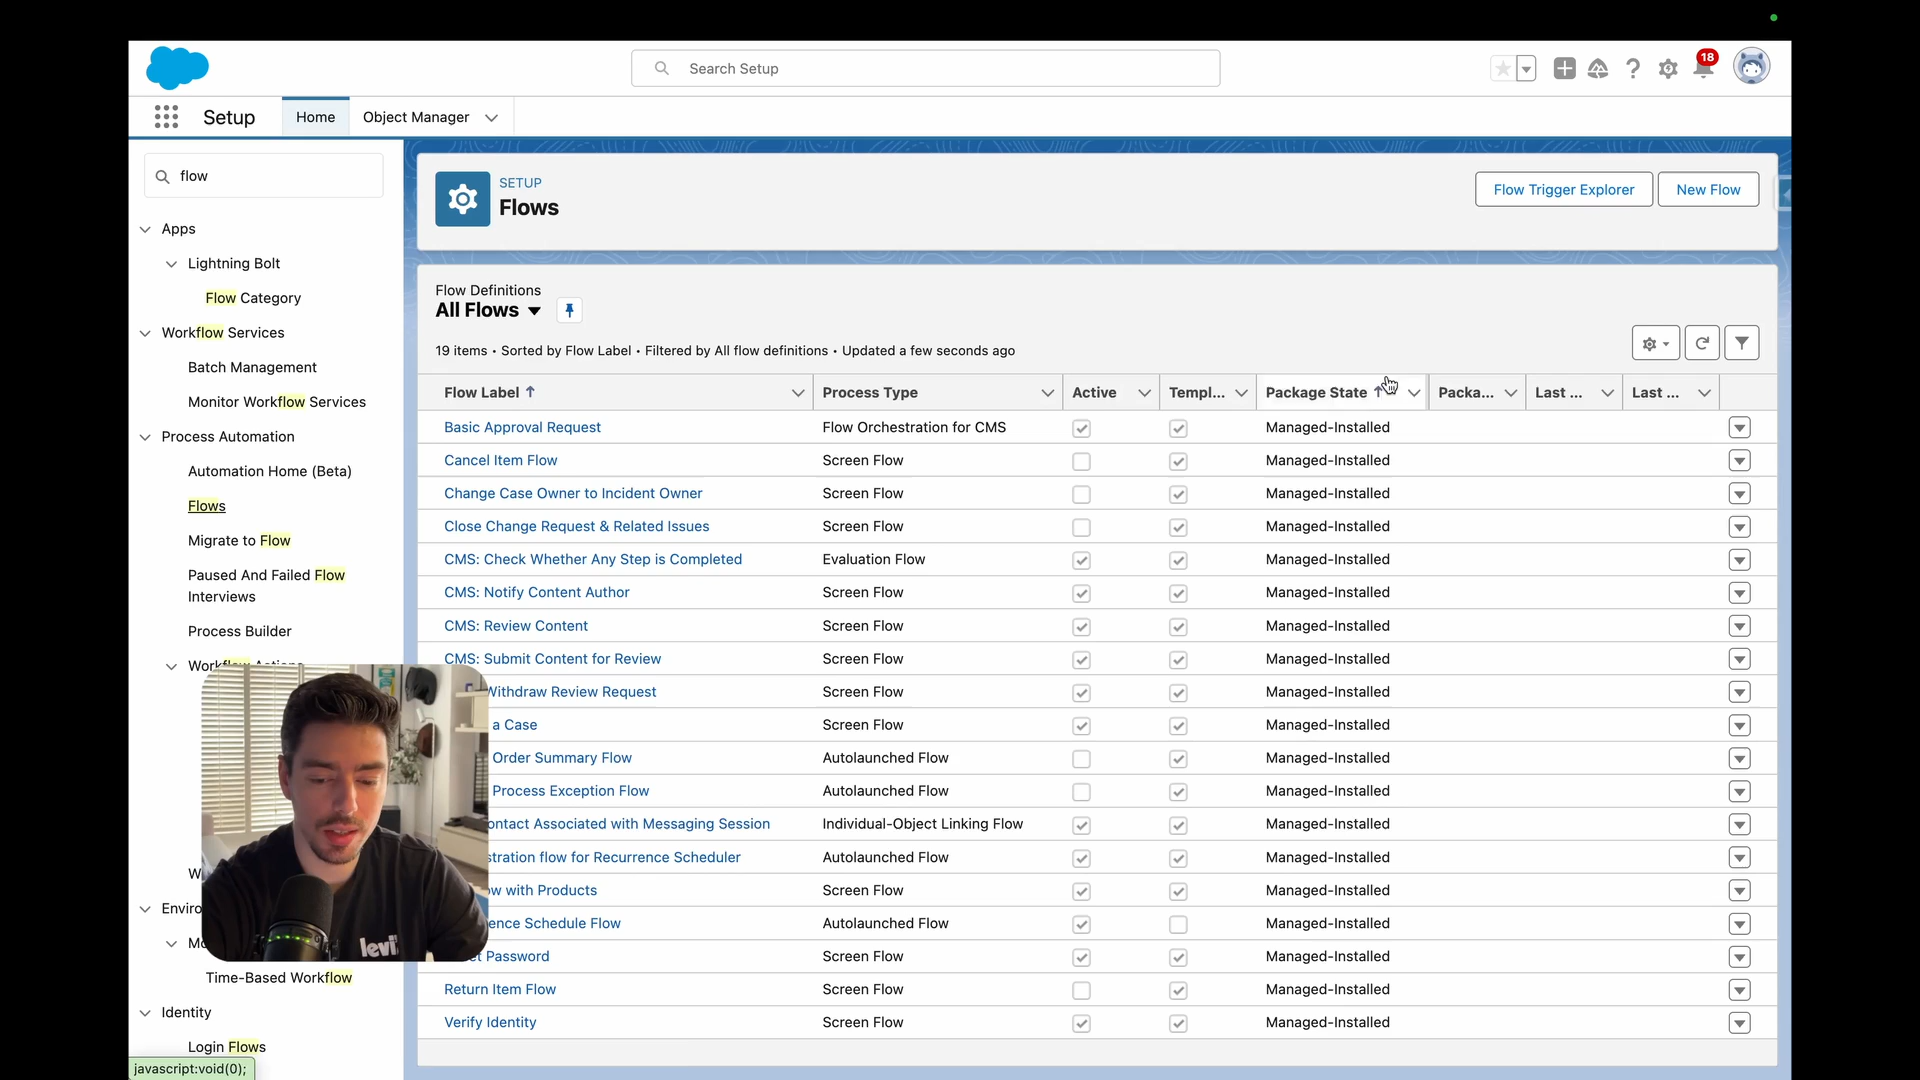 Search Setup
18
Setup
Home
Object Manager
flow
Apps
Lightning Bolt
Flow Category
Workflow Services
Batch Management
Monitor Workflow Services
Process Automation
Automation Home (Beta)
Flows
Migrate to Flow
Paused And Failed Flow
Interviews
Process Builder
Enviro
Time-Based Workflow
Identity
Login Flows
javascript:void(0);
SETUP
Flows
Flow Trigger Explorer
New Flow
Flow Definitions
All Flows
19 items • Sorted by Flow Label • Filtered by All flow definitions • Updated a few seconds ago
Flow Label Process Type Active Templ... Package State Packa... Last ... Last ...
Basic Approval Request Flow Orchestration for CMS Managed-Installed
Cancel Item Flow Screen Flow Managed-Installed
Change Case Owner to Incident Owner Screen Flow Managed-Installed
Close Change Request & Related Issues Screen Flow Managed-Installed
CMS: Check Whether Any Step is Completed Evaluation Flow Managed-Installed
CMS: Notify Content Author Screen Flow Managed-Installed
CMS: Review Content Screen Flow Managed-Installed
CMS: Submit Content for Review Screen Flow Managed-Installed
Withdraw Review Request Screen Flow Managed-Installed
a Case Screen Flow Managed-Installed
Order Summary Flow Autolaunched Flow Managed-Installed
Process Exception Flow Autolaunched Flow Managed-Installed
ontact Associated with Messaging Session Individual-Object Linking Flow Managed-Installed
stration flow for Recurrence Scheduler Autolaunched Flow Managed-Installed
ow with Products Screen Flow Managed-Installed
ence Schedule Flow Autolaunched Flow Managed-Installed
Password Screen Flow Managed-Installed
Return Item Flow Screen Flow Managed-Installed
Verify Identity Screen Flow Managed-Installed
levi